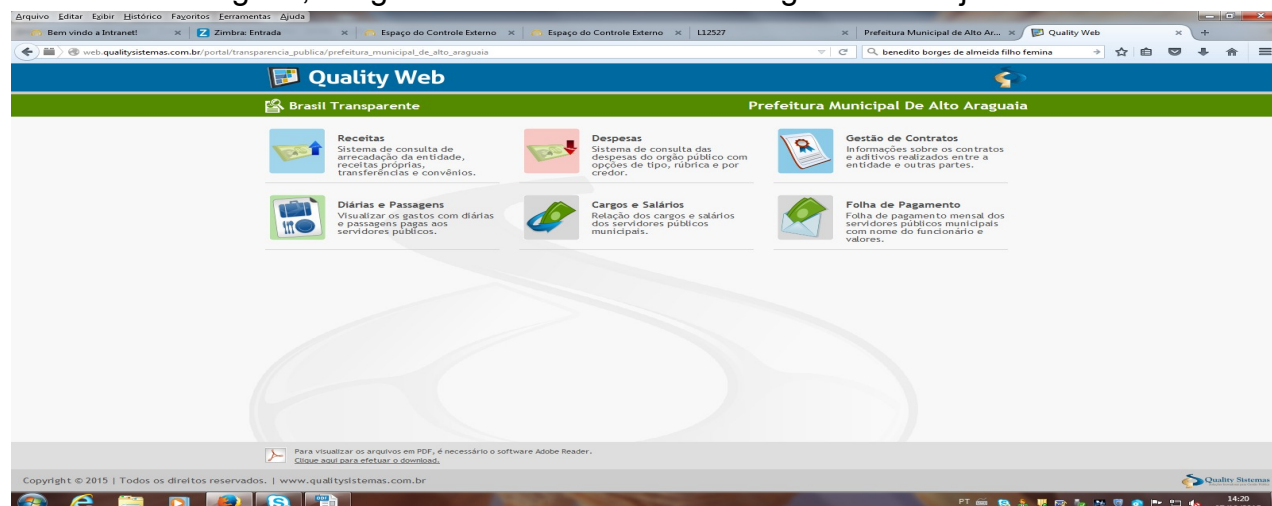 Arquivo Editar Exibir Histórico Favoritos Ferramentas Ajuda
Bem vindo a Intranet! × Zimbra: Entrada × Espaço do Controle Externo × Espaço do Controle Externo × L12527 × Prefeitura Municipal de Alto Ar... × Quality Web × +
web.qualitysistemas.com.br/portal/transparencia_publica/prefeitura_municipal_de_alto_araguaia benedito borges de almeida filho femina
Quality Web
Brasil Transparente Prefeitura Municipal De Alto Araguaia
Receitas
Sistema de consulta de
arrecadação da entidade,
receitas próprias,
transferências e convênios.
Despesas
Sistema de consulta das
despesas do orgão público com
opções de tipo, rúbrica e por
credor.
Gestão de Contratos
Informações sobre os contratos
e aditivos realizados entre a
entidade e outras partes.
Diárias e Passagens
Visualizar os gastos com diárias
e passagens pagas aos
servidores públicos.
Cargos e Salários
Relação dos cargos e salários
dos servidores públicos
municipais.
Folha de Pagamento
Folha de pagamento mensal dos
servidores públicos municipais
com nome do funcionário e
valores.
Para visualizar os arquivos em PDF, é necessário o software Adobe Reader.
Clique aqui para efetuar o download.
Copyright © 2015 | Todos os direitos reservados. | www.qualitysistemas.com.br Quality Sistemas
PT 14:20